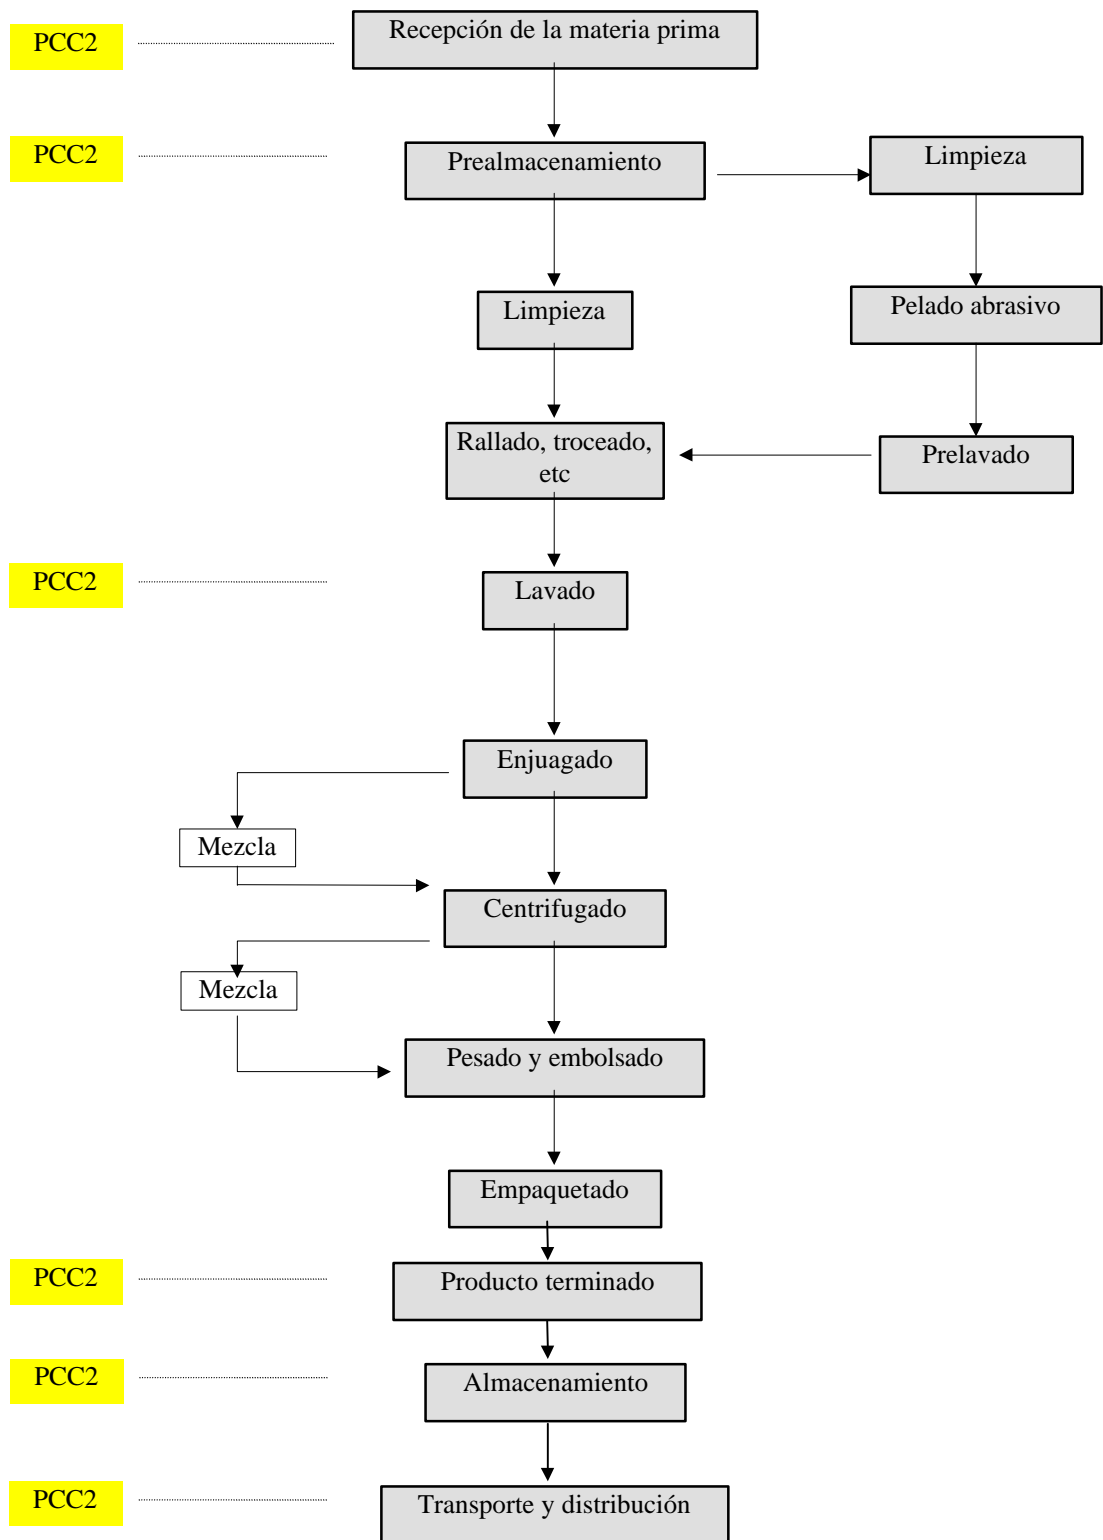 PCC2
Recepción de la materia prima
PCC2
Prealmacenamiento
Limpieza
Limpieza
Pelado abrasivo
Rallado, troceado,
etc
Prelavado
PCC2
Lavado
Enjuagado
Mezcla
Centrifugado
Mezcla
Pesado y embolsado
Empaquetado
PCC2
Producto terminado
PCC2
Almacenamiento
PCC2
Transporte y distribución